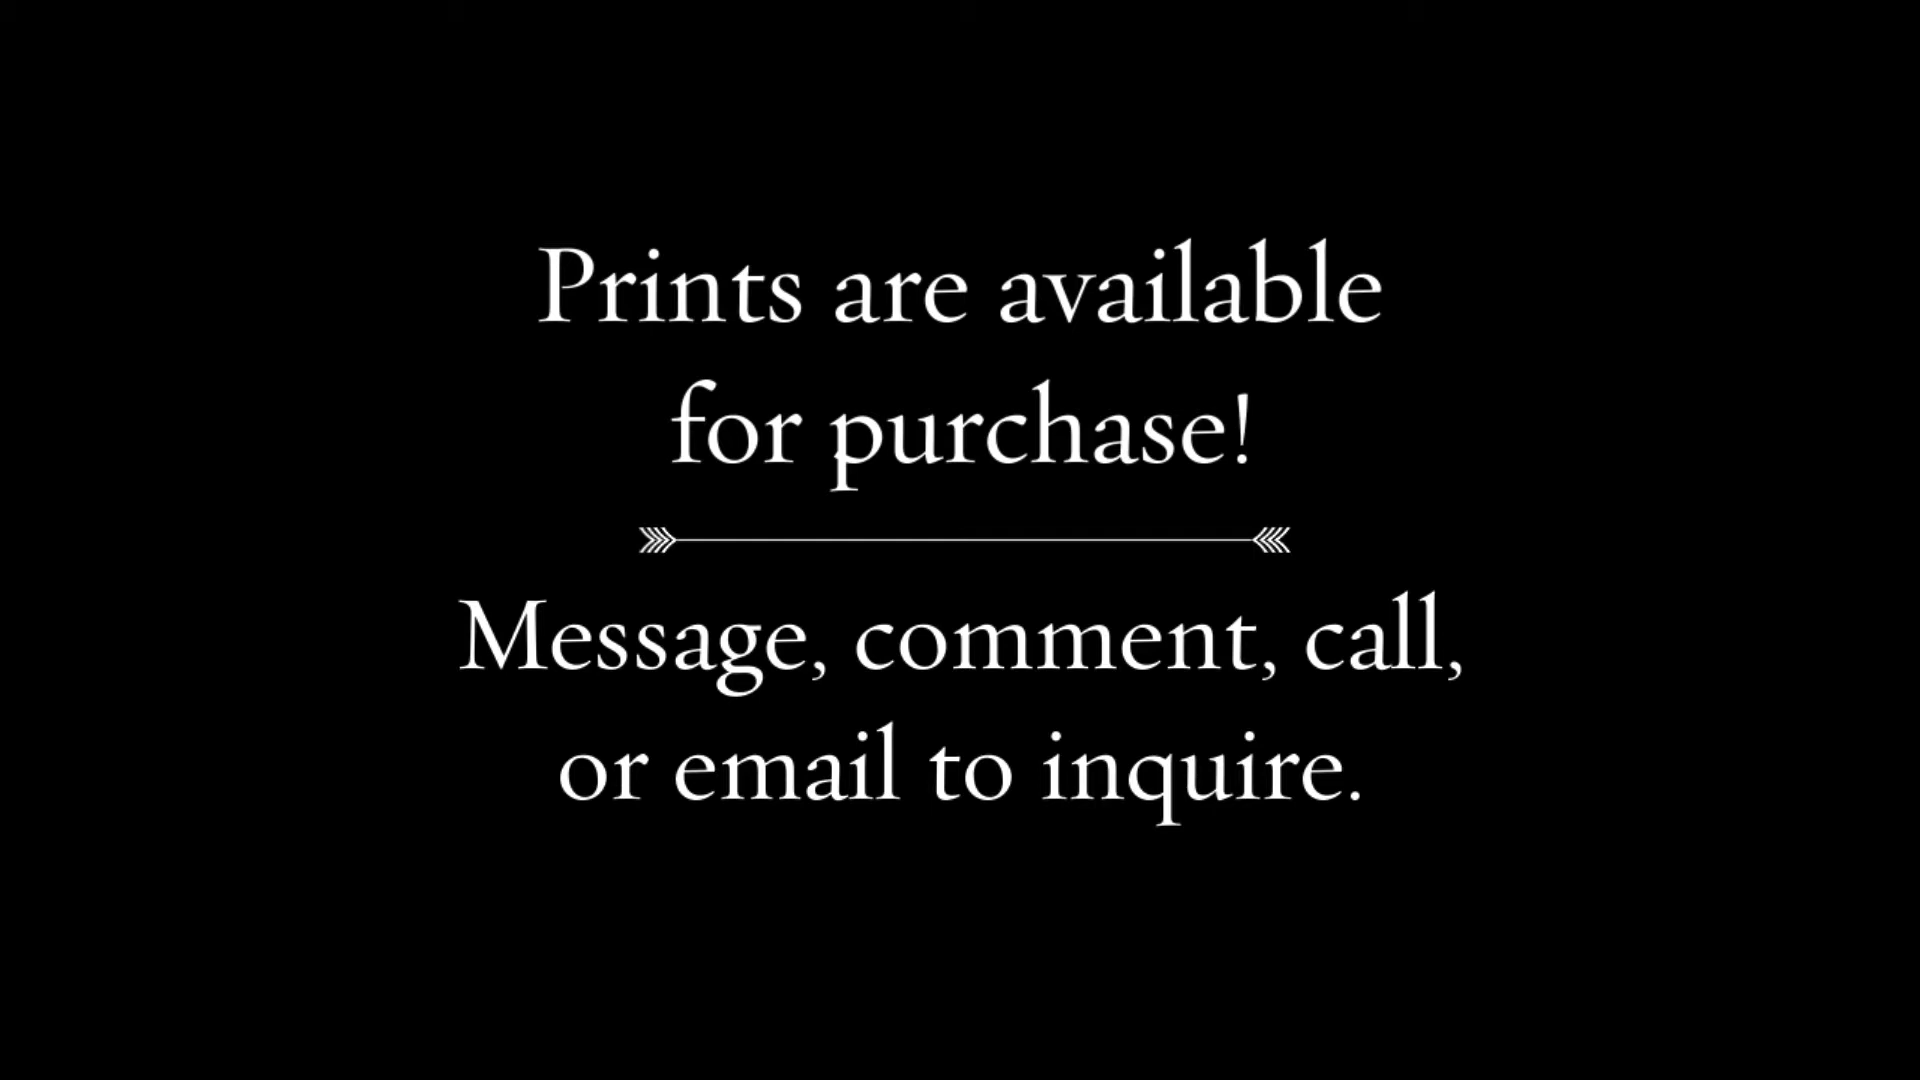 Prints are available
for purchase!
Message, comment, call,
or email to inquire.